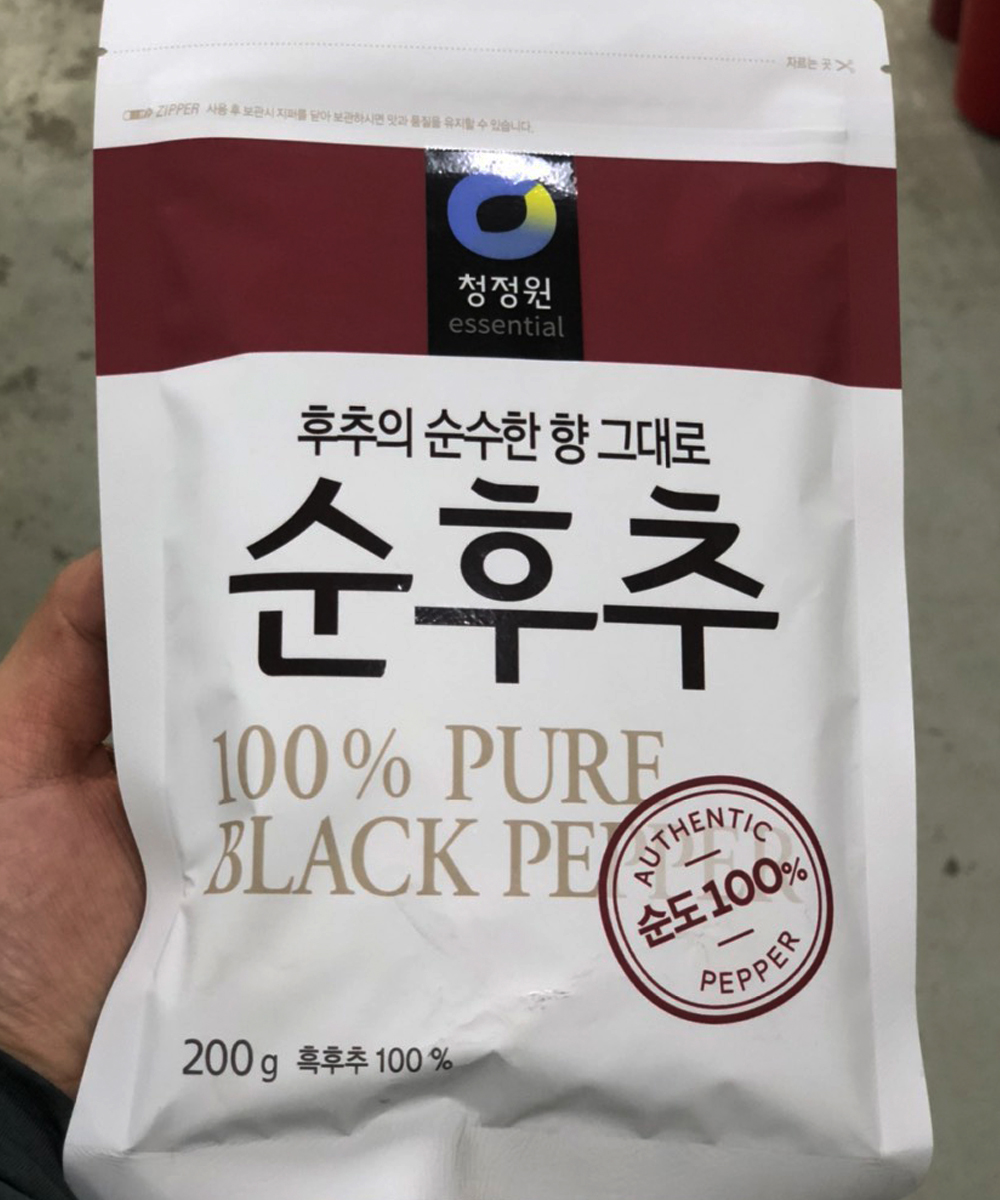 자르는 곳
ZIPPER 사용 후 보관시 지퍼를 닫아 보관하시면 맛과 품질을 유지할 수 있습니다.
청정원
essential
후추의 순수한 향 그대로
순후추
100% PURE
BLACK PEPPER
AUTHENTIC
순도 100%
PEPPER
200g 흑후추 100 %